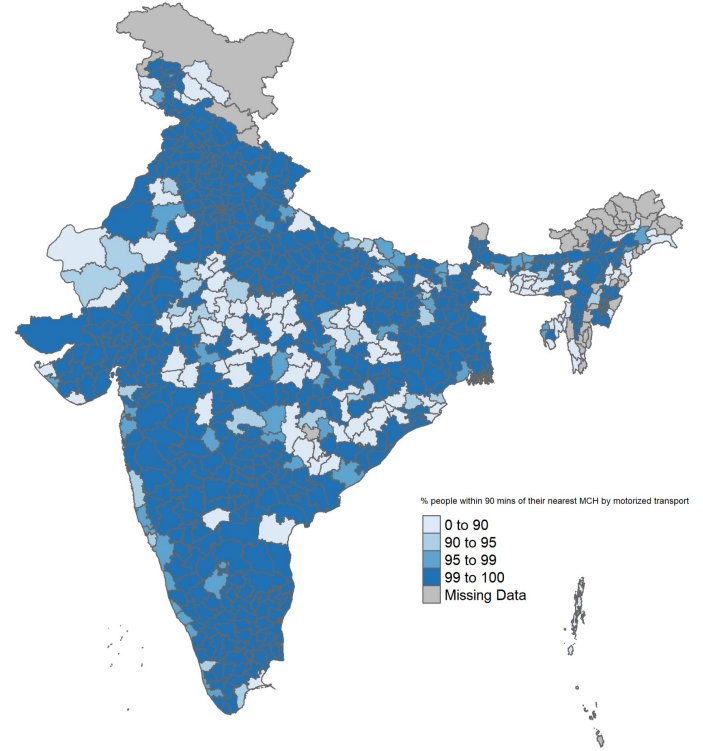 % people within 90 mins of their nearest MCH by motorized transport
0 to 90
90 to 95
95 to 99
99 to 100
Missing Data